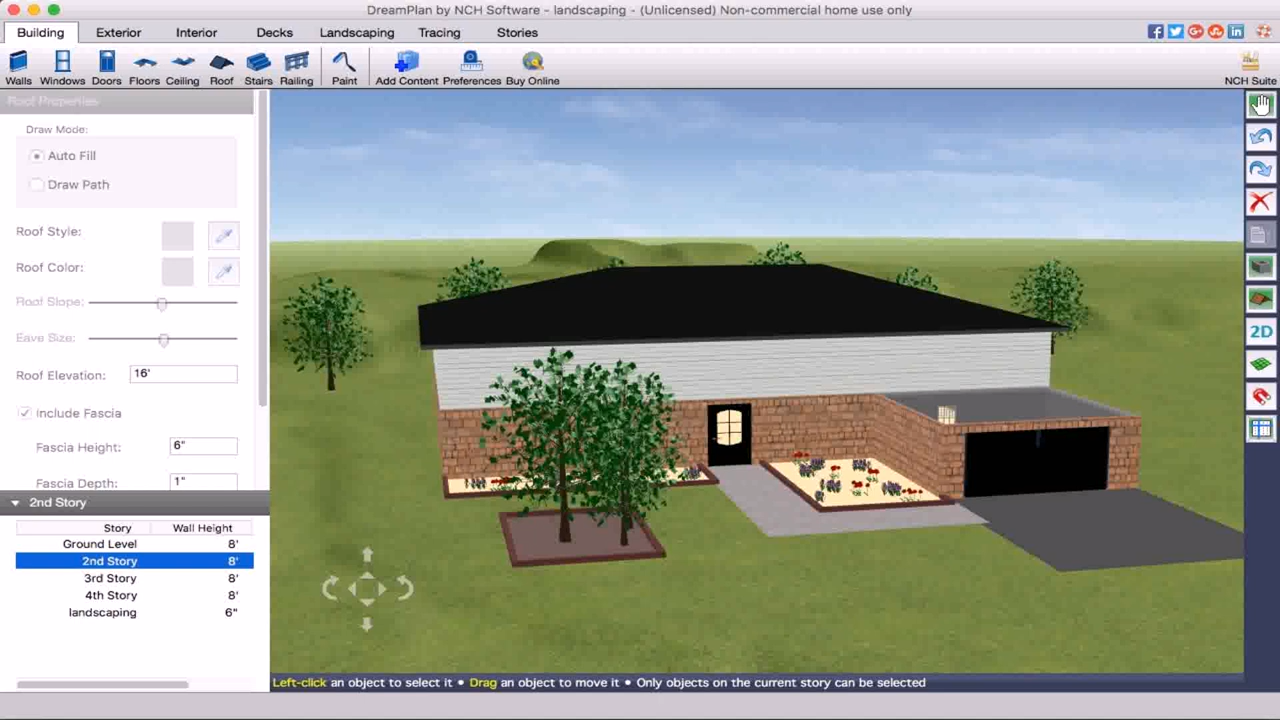 DreamPlan by NCH Software - landscaping - (Unlicensed) Non-commercial home use only
Building Exterior Interior Decks Landscaping Tracing Stories
Walls Windows Doors Floors Ceiling Roof Stairs Railing Paint Add Content Preferences Buy Online NCH Suite
Roof Properties
Draw Mode:
Auto Fill
Draw Path
Roof Style:
Roof Color:
Roof Slope:
Eave Size:
Roof Elevation: 16'
Include Fascia
Fascia Height: 6"
Fascia Depth: 1"
2nd Story
Story Wall Height
Ground Level 8'
2nd Story 8'
3rd Story 8'
4th Story 8'
landscaping 6"
2D
Left-click an object to select it • Drag an object to move it • Only objects on the current story can be selected